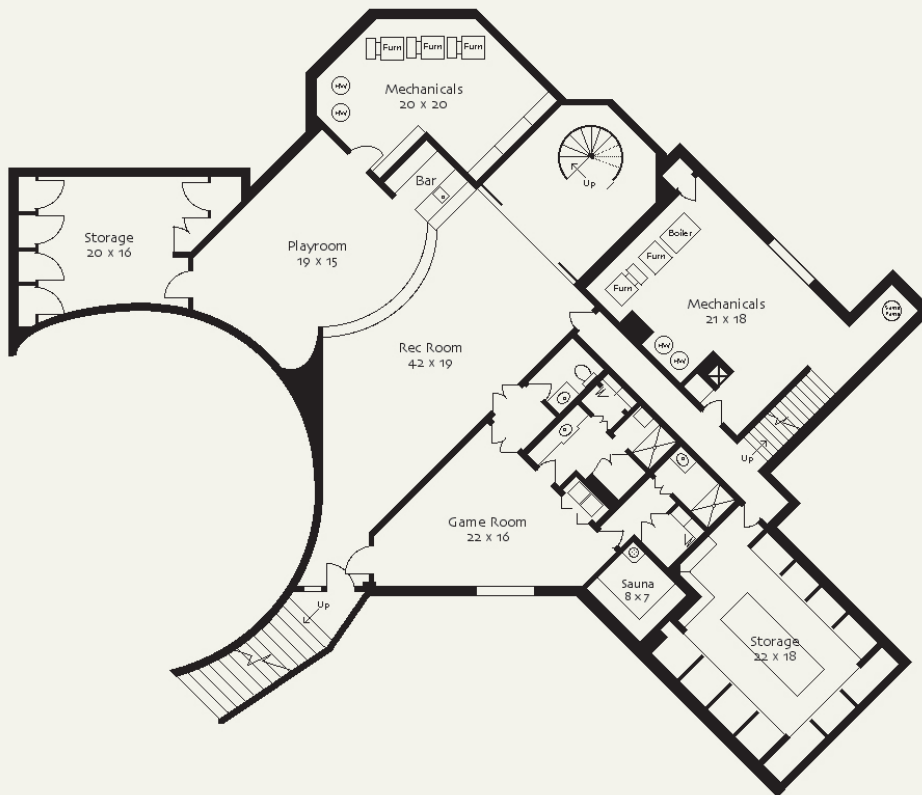 Furn
Furn
Furn
HW
HW
Mechanicals
20 x 20
Bar
Up
Storage
20 x 16
Playroom
19 x 15
Boiler
Furn
Furn
Mechanicals
21 x 18
HW
HW
Rec Room
42 x 19
Up
Game Room
22 x 16
Sauna
8 x 7
Up
Storage
22 x 18